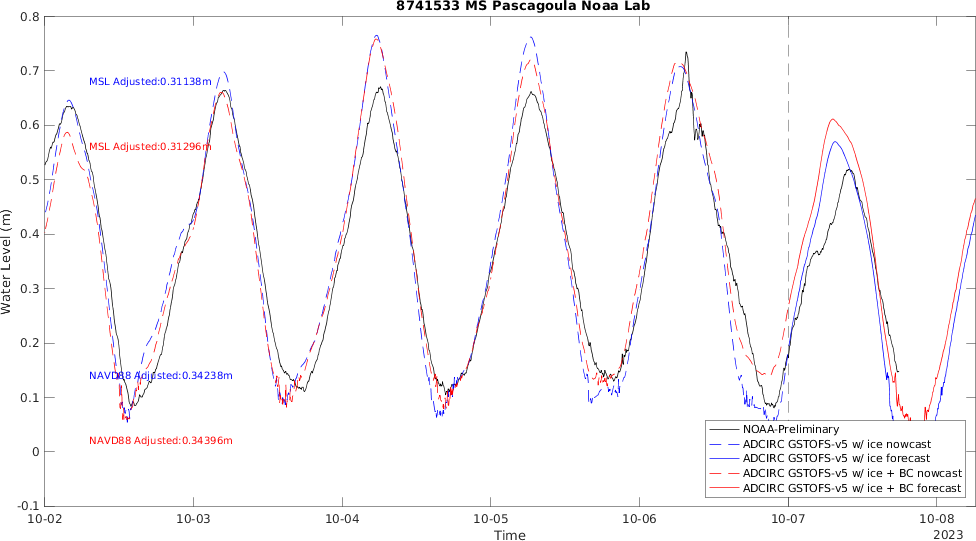 8741533 MS Pascagoula Noaa Lab
0.8
0.7
0.6
0.5
0.4
0.3
0.2
0.1
0
-0.1
Water Level (m)
MSL Adjusted:0.31138m
MSL Adjusted:0.31296m
NAVD88 Adjusted:0.34238m
NAVD88 Adjusted:0.34396m
NOAA-Preliminary
ADCIRC GSTOFS-v5 w/ ice nowcast
ADCIRC GSTOFS-v5 w/ ice forecast
ADCIRC GSTOFS-v5 w/ ice + BC nowcast
ADCIRC GSTOFS-v5 w/ ice + BC forecast
10-02 10-03 10-04 10-05 10-06 10-07 10-08
Time
2023